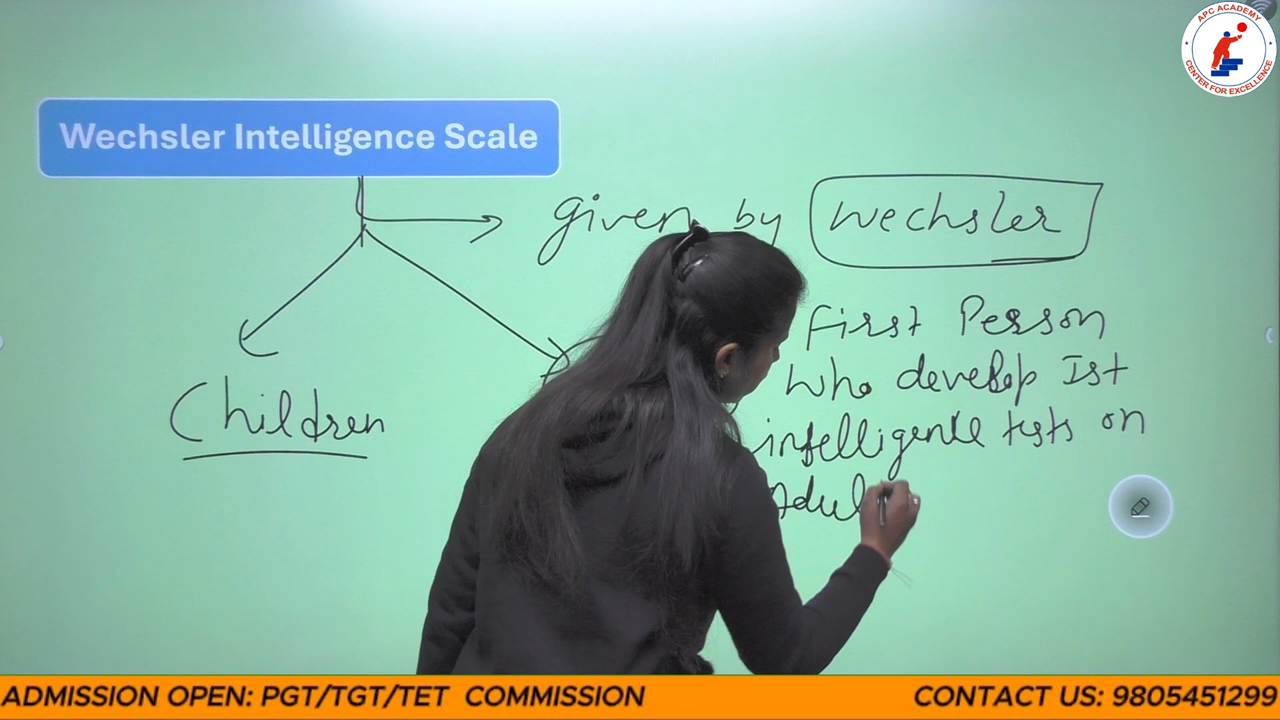 APC ACADEMY
CENTER FOR EXCELLENCE
Wechsler Intelligence Scale
given by Wechsler
First Person
Who develop Ist
intelligence tests on
Adul
Children
ADMISSION OPEN: PGT/TGT/TET COMMISSION
CONTACT US: 9805451299